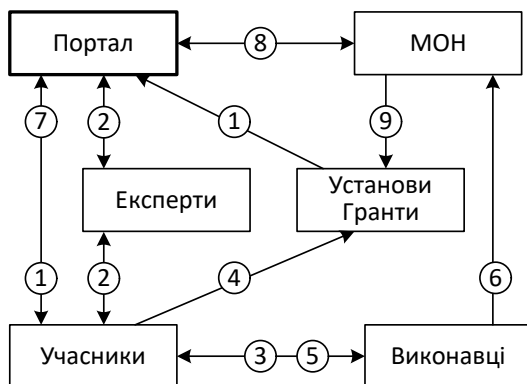 Портал
8
МОН
7
2
1
9
Експерти
Установи
Гранти
1
2
4
6
Учасники
3
5
Виконавці